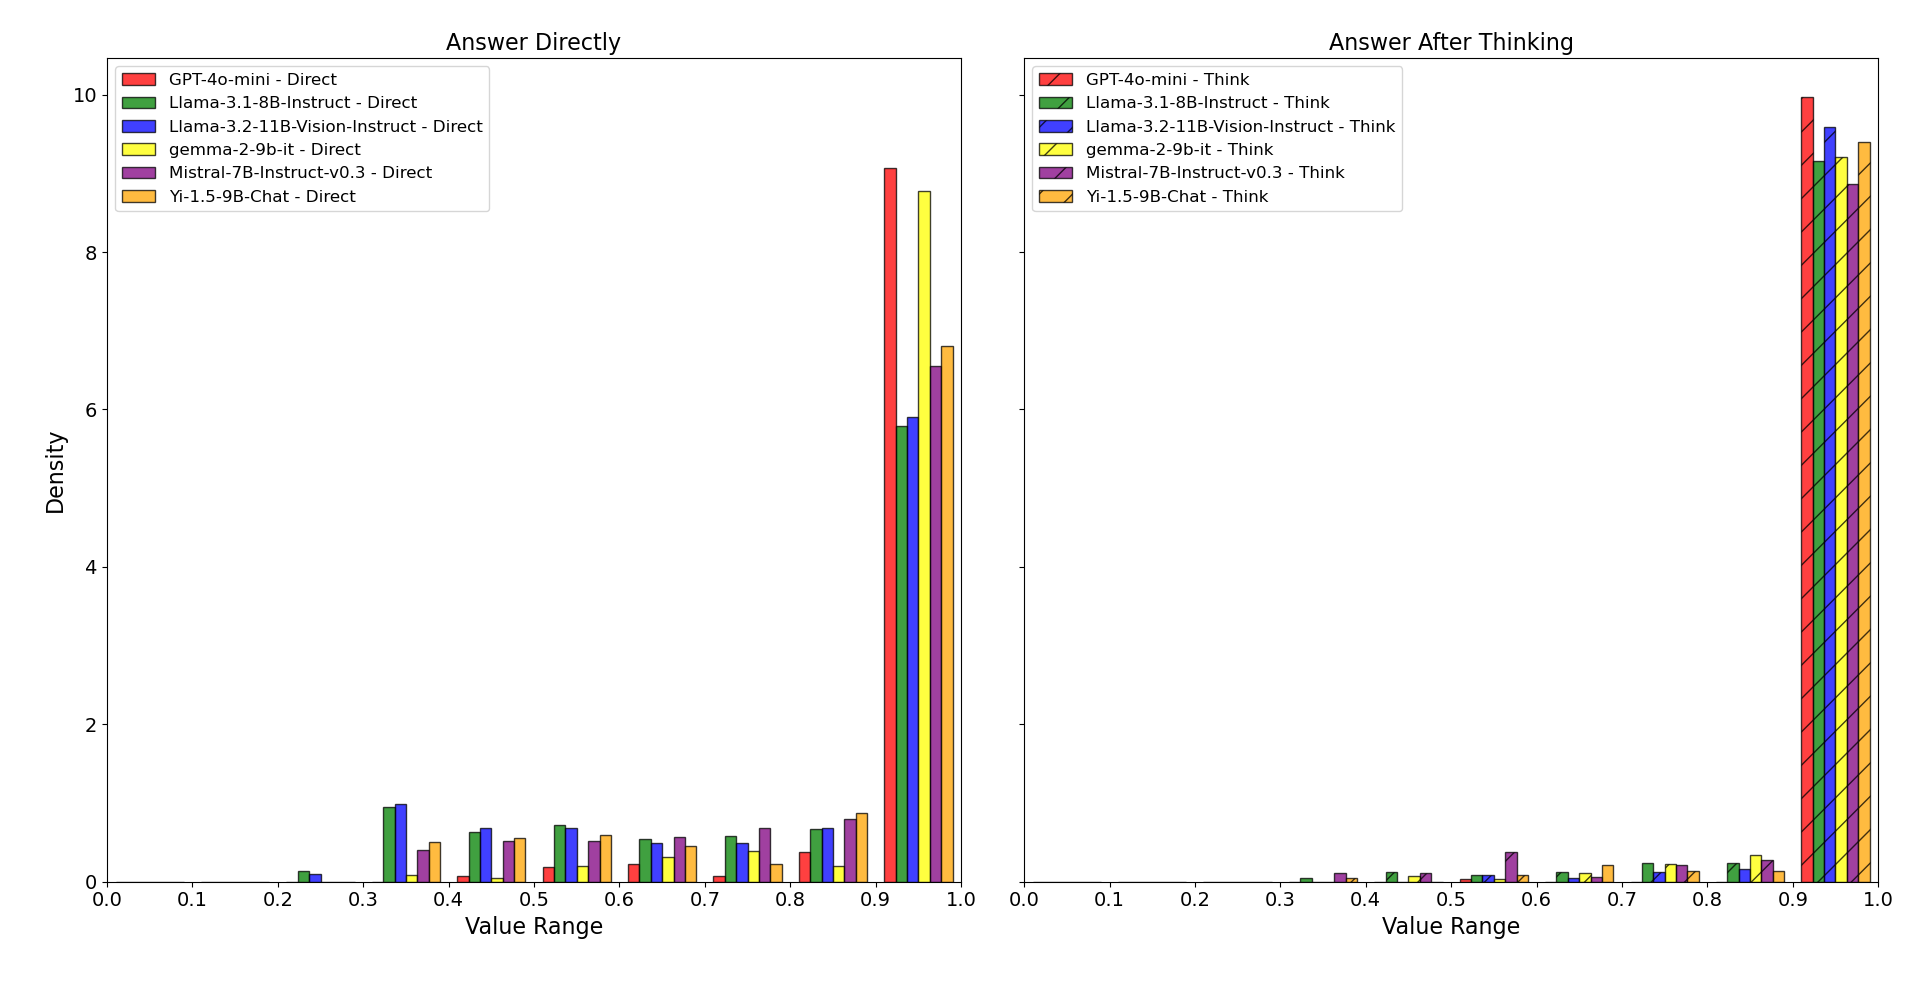 Answer Directly
GPT-4o-mini - Direct
Llama-3.1-8B-Instruct - Direct
Llama-3.2-11B-Vision-Instruct - Direct
gemma-2-9b-it - Direct
Mistral-7B-Instruct-v0.3 - Direct
Yi-1.5-9B-Chat - Direct
10
8
6
4
2
0
Density
0.0 0.1 0.2 0.3 0.4 0.5 0.6 0.7 0.8 0.9 1.0
Value Range
Answer After Thinking
GPT-4o-mini - Think
Llama-3.1-8B-Instruct - Think
Llama-3.2-11B-Vision-Instruct - Think
gemma-2-9b-it - Think
Mistral-7B-Instruct-v0.3 - Think
Yi-1.5-9B-Chat - Think
0.0 0.1 0.2 0.3 0.4 0.5 0.6 0.7 0.8 0.9 1.0
Value Range